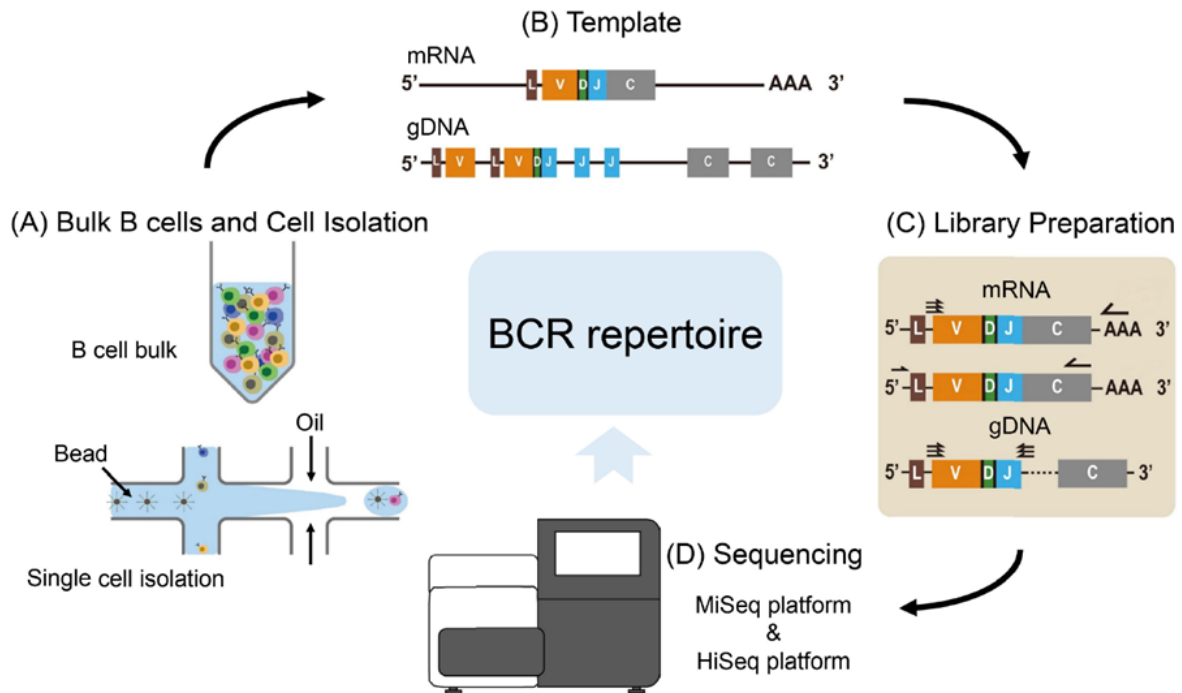 (B) Template
mRNA
5’ L V D J C AAA 3’
gDNA
5’ L V L V D J J J C C 3’
(A) Bulk B cells and Cell Isolation
B cell bulk
Oil
Bead
Single cell isolation
BCR repertoire
(C) Library Preparation
mRNA
5’ L V D J C AAA 3’
5’ L V D J C AAA 3’
gDNA
5’ L V D J C 3’
(D) Sequencing
MiSeq platform
&
HiSeq platform